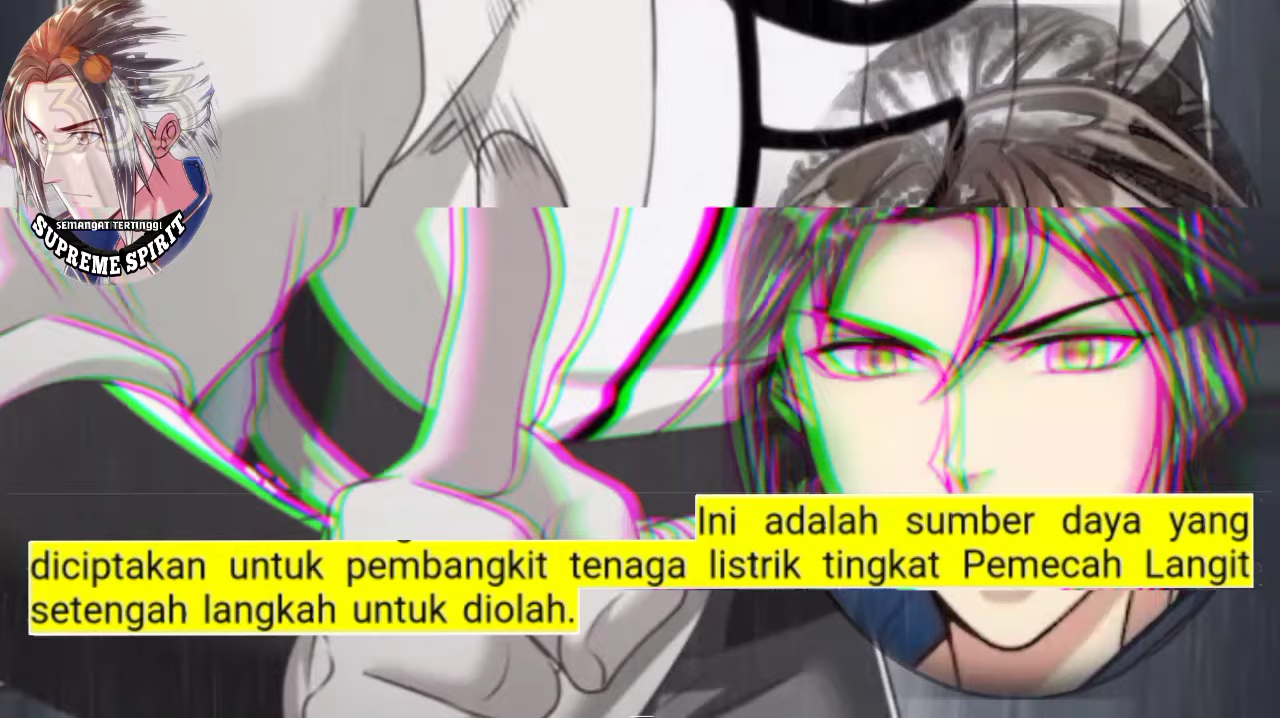 SEMANGAT TERTINGGI
SUPREME SPIRIT
Ini adalah sumber daya yang
diciptakan untuk pembangkit tenaga listrik tingkat Pemecah Langit
setengah langkah untuk diolah.